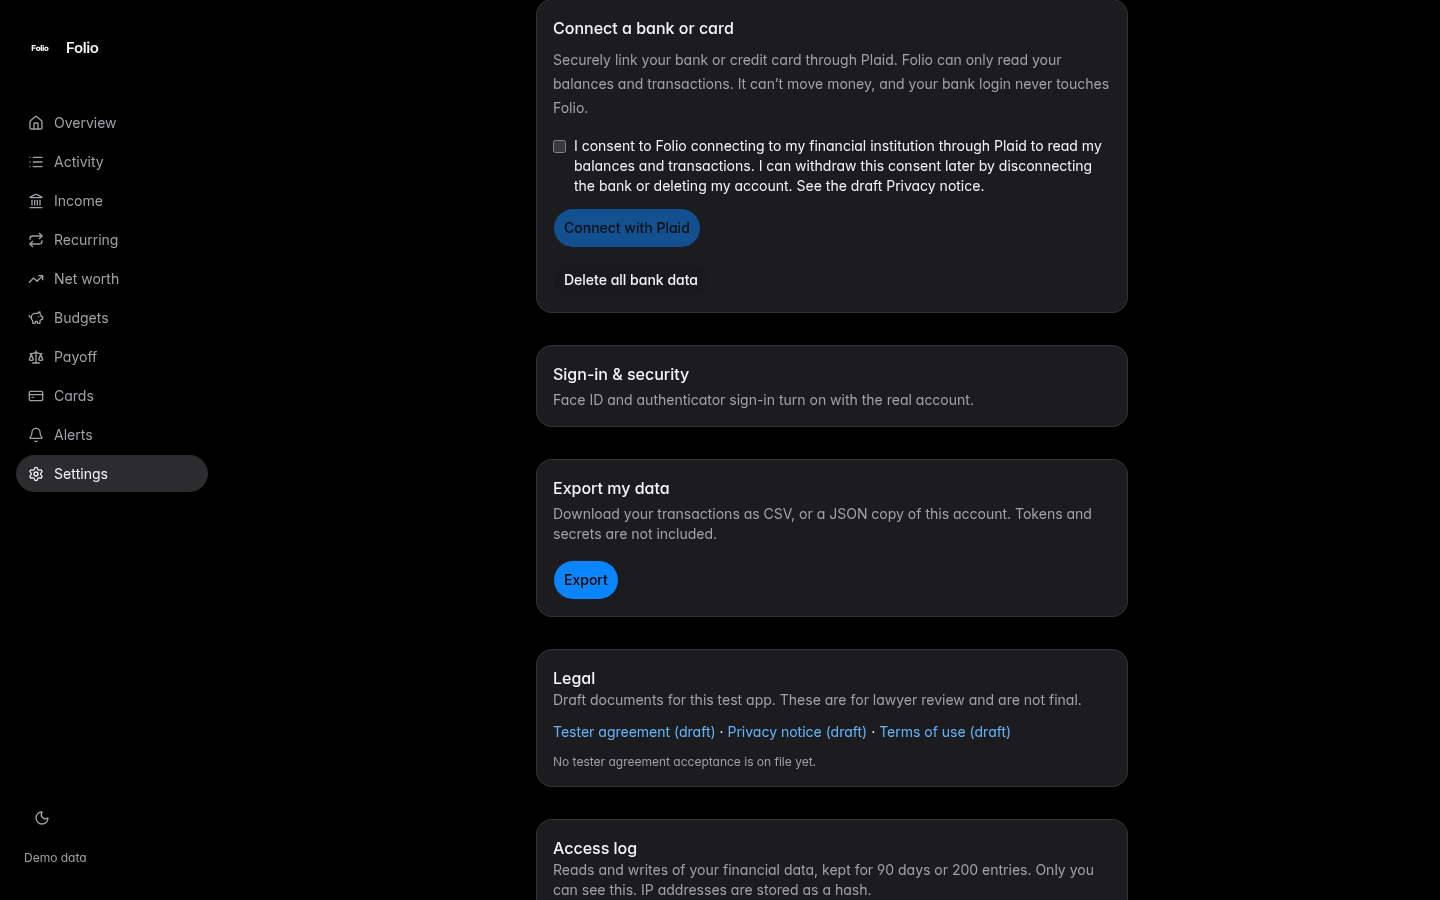 Folio
Folio
Overview
Activity
Income
Recurring
Net worth
Budgets
Payoff
Cards
Alerts
Settings
Demo data
Connect a bank or card
Securely link your bank or credit card through Plaid. Folio can only read your
balances and transactions. It can’t move money, and your bank login never touches
Folio.
I consent to Folio connecting to my financial institution through Plaid to read my
balances and transactions. I can withdraw this consent later by disconnecting
the bank or deleting my account. See the draft Privacy notice.
Connect with Plaid
Delete all bank data
Sign-in & security
Face ID and authenticator sign-in turn on with the real account.
Export my data
Download your transactions as CSV, or a JSON copy of this account. Tokens and
secrets are not included.
Export
Legal
Draft documents for this test app. These are for lawyer review and are not final.
Tester agreement (draft) · Privacy notice (draft) · Terms of use (draft)
No tester agreement acceptance is on file yet.
Access log
Reads and writes of your financial data, kept for 90 days or 200 entries. Only you
can see this. IP addresses are stored as a hash.